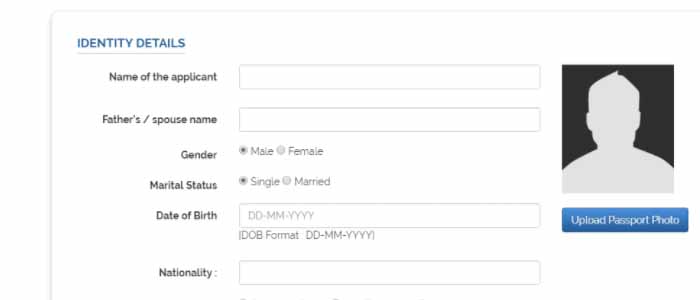 IDENTITY DETAILS
Name of the applicant
Father's / spouse name
Gender Male Female
Marital Status Single Married
Date of Birth DD-MM-YYYY
[DOB Format : DD-MM-YYYY]
Upload Passport Photo
Nationality :